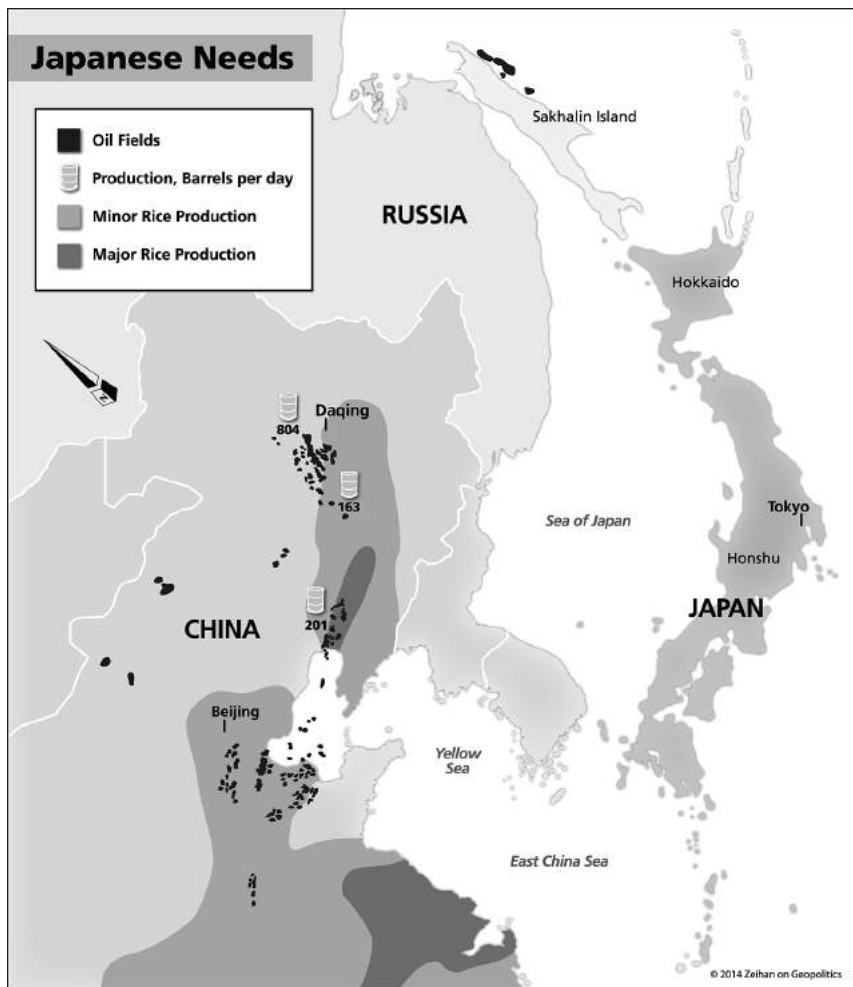 Japanese Needs
Oil Fields
Production, Barrels per day
Minor Rice Production
Major Rice Production
Sakhalin Island
RUSSIA
Hokkaido
N
Daqing
804
163
Sea of Japan
Tokyo
Honshu
JAPAN
201
CHINA
Beijing
Yellow
Sea
East China Sea
© 2014 Zeihan on Geopolitics